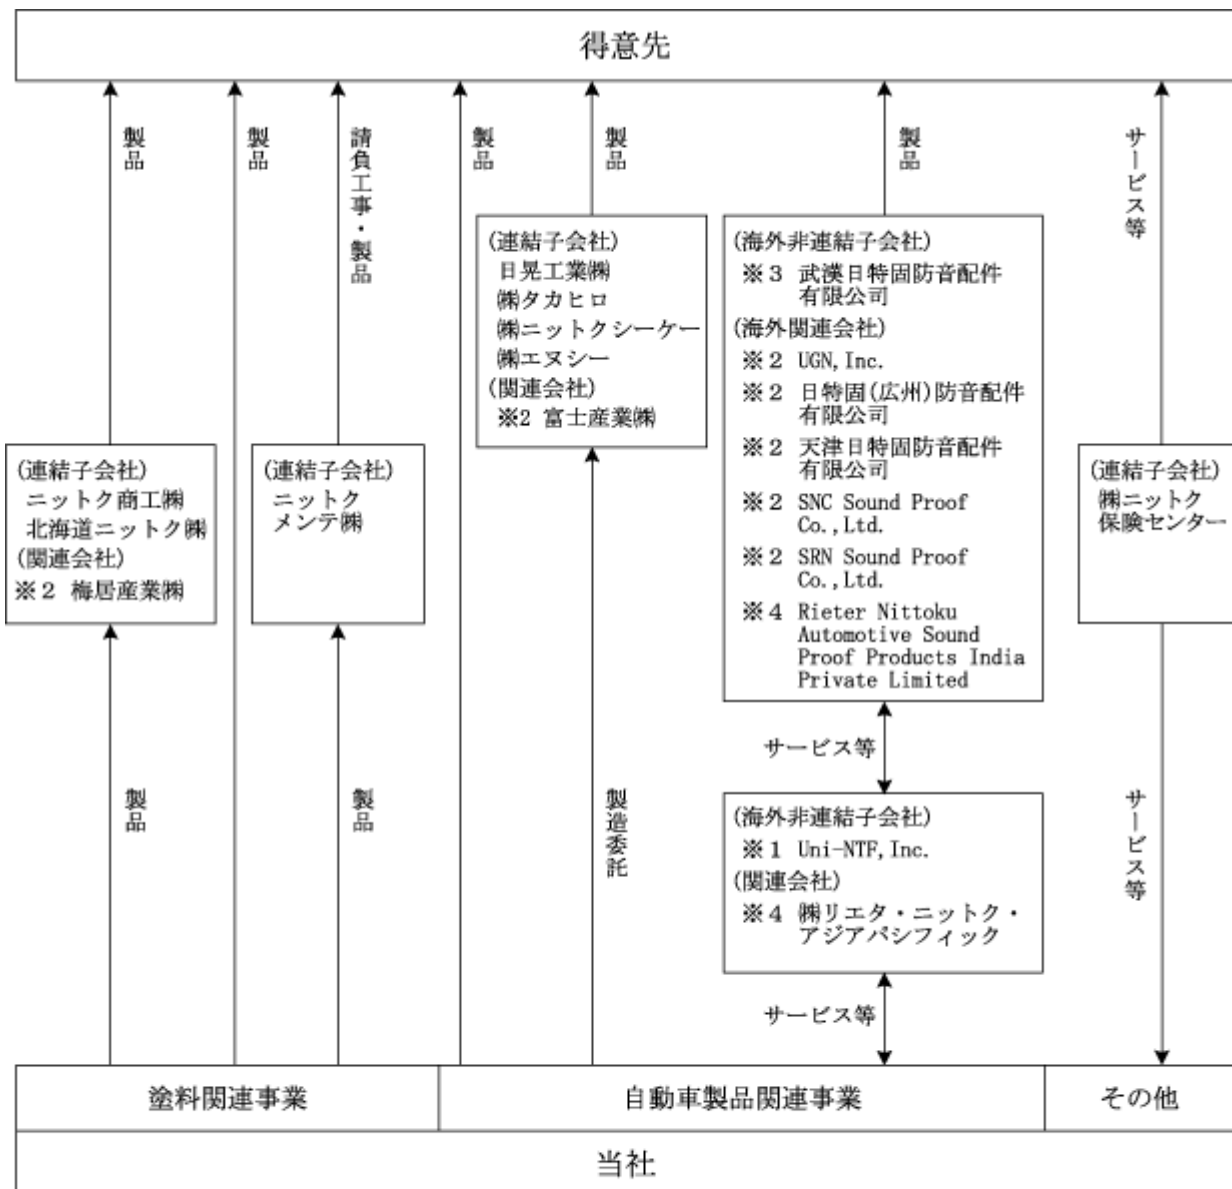 得意先
製品
製品
請負工事・製品
製品
製品
製品
サービス等
(連結子会社)
ニットク商工㈱
北海道ニットク㈱
(関連会社)
※2 梅居産業㈱
(連結子会社)
ニットク
メンテ㈱
(連結子会社)
日晃工業㈱
㈱タカヒロ
㈱ニットクシーケー
㈱エヌシー
(関連会社)
※2 富士産業㈱
(海外非連結子会社)
※3 武漢日特固防音配件
有限公司
(海外関連会社)
※2 UGN,Inc.
※2 日特固(広州)防音配件
有限公司
※2 天津日特固防音配件
有限公司
※2 SNC Sound Proof
Co.,Ltd.
※2 SRN Sound Proof
Co.,Ltd.
※4 Rieter Nittoku
Automotive Sound
Proof Products India
Private Limited
(連結子会社)
㈱ニットク
保険センター
サービス等
(海外非連結子会社)
※1 Uni-NTF,Inc.
(関連会社)
※4 ㈱リエタ・ニットク・
アジアパシフィック
サービス等
製品
製品
製造委託
サービス等
塗料関連事業
自動車製品関連事業
その他
当社